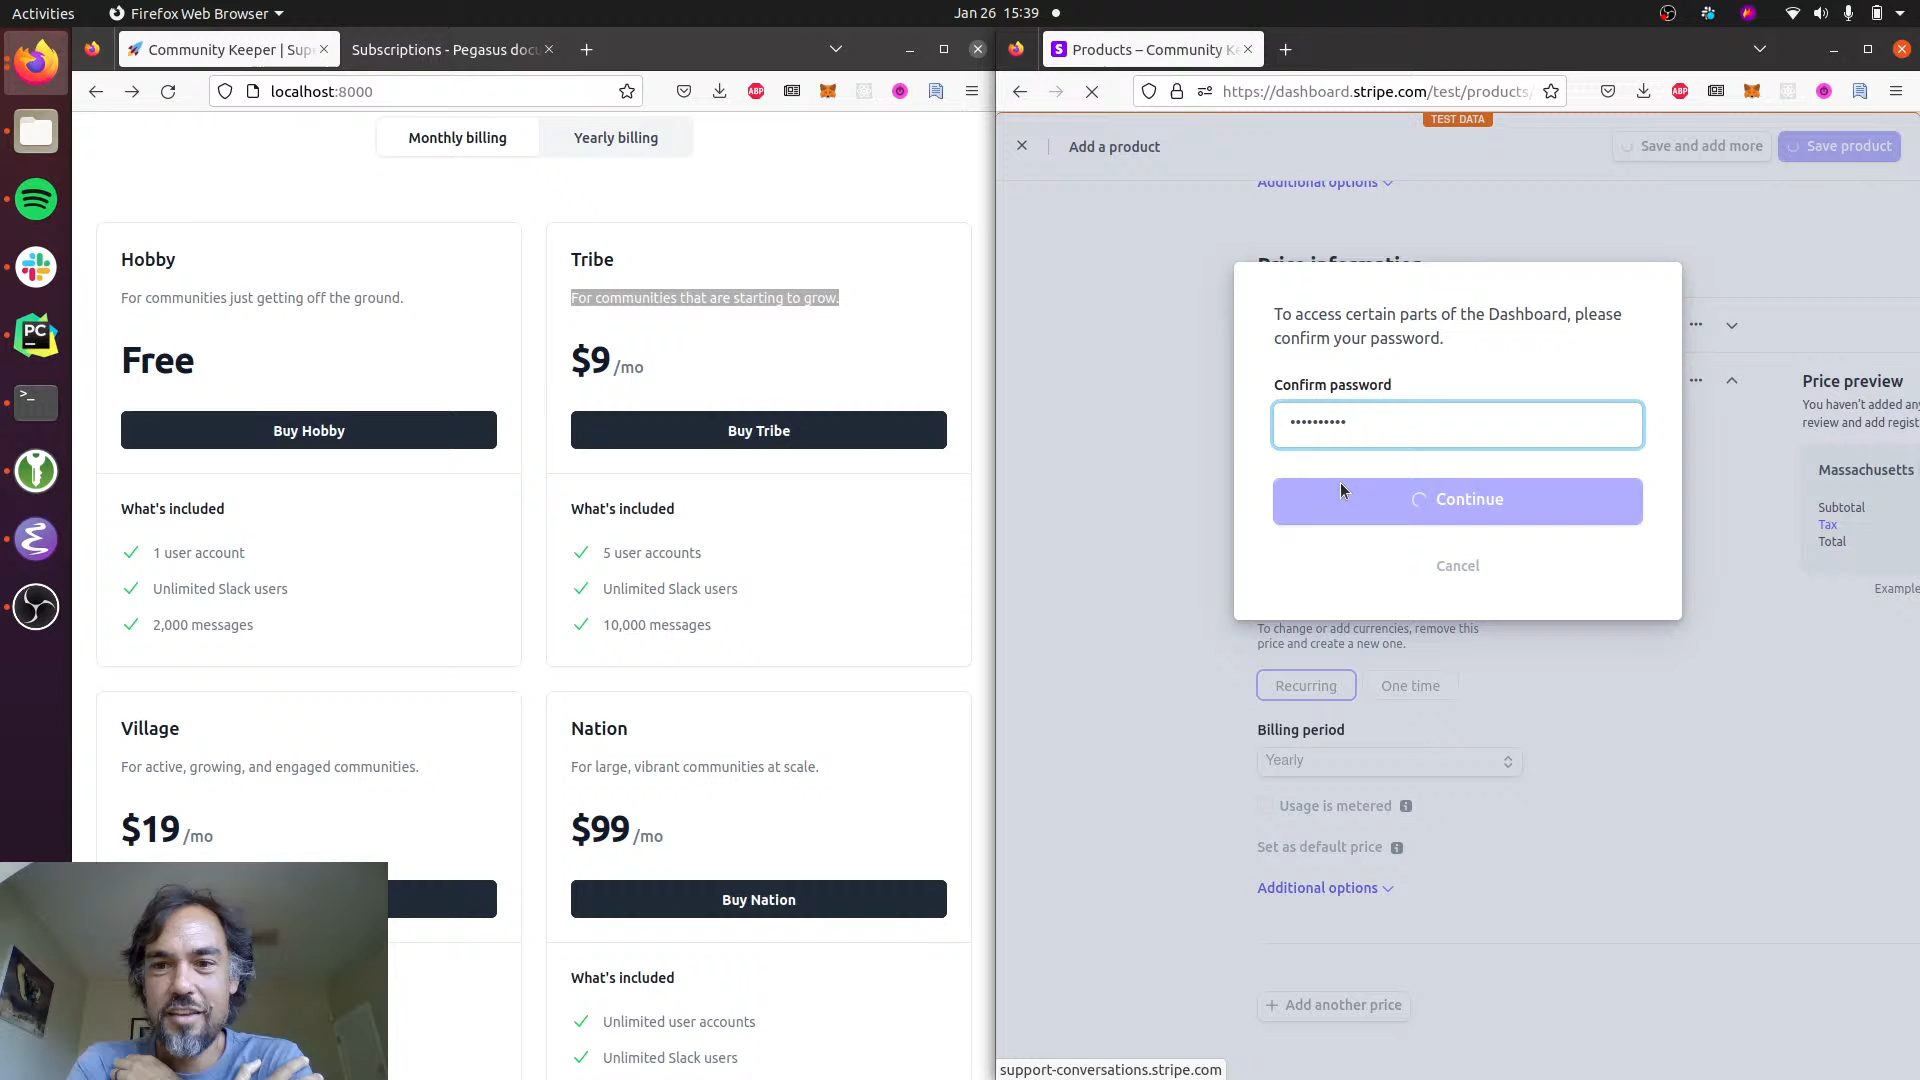 Activities
Firefox Web Browser
Jan 26 15:39
Community Keeper | Sup
Subscriptions - Pegasus docu
localhost:8000
ABP
Monthly billing
Yearly billing
Hobby
For communities just getting off the ground.
Free
Buy Hobby
What's included
1 user account
Unlimited Slack users
2,000 messages
Tribe
For communities that are starting to grow.
$9 /mo
Buy Tribe
What's included
5 user accounts
Unlimited Slack users
10,000 messages
Village
For active, growing, and engaged communities.
$19 /mo
Nation
For large, vibrant communities at scale.
$99 /mo
Buy Nation
What's included
Unlimited user accounts
Unlimited Slack users
PC
S
Products – Community Ke
https://dashboard.stripe.com/test/products/
ABP
TEST DATA
Add a product
Save and add more
Save product
Additional options
Price information
To access certain parts of the Dashboard, please
confirm your password.
Confirm password
••••••••••
Continue
Cancel
Price preview
You haven't added any
review and add regist
Massachusetts
Subtotal
Tax
Total
Example
To change or add currencies, remove this
price and create a new one.
Recurring
One time
Billing period
Yearly
Usage is metered
Set as default price
Additional options
Add another price
support-conversations.stripe.com